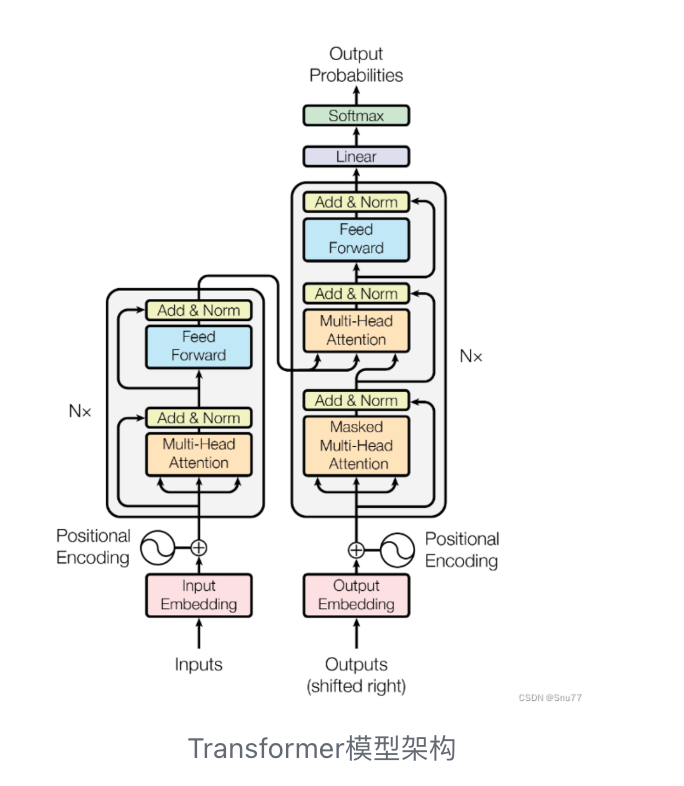 Output
Probabilities
Softmax
Linear
Add & Norm
Feed
Forward
Add & Norm
Multi-Head
Attention
Add & Norm
Masked
Multi-Head
Attention
Nx
Add & Norm
Feed
Forward
Add & Norm
Multi-Head
Attention
Nx
Positional
Encoding
Positional
Encoding
Input
Embedding
Output
Embedding
Inputs
Outputs
(shifted right)
CSDN @Snu77
Transformer模型架构